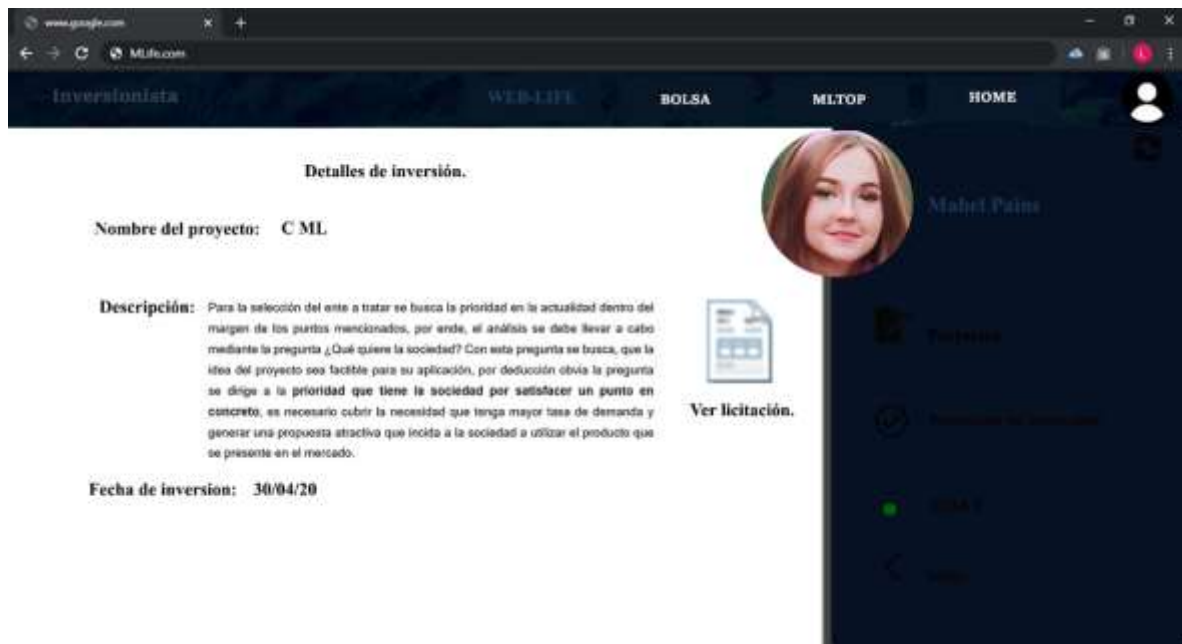 www.google.com
MLife.com
Inversionista WEB-LIFE BOLSA MLTOP HOME
L
Detalles de inversión.
Mabel Pains
Nombre del proyecto: C ML
Descripción: Para la selección del ente a tratar se busca la prioridad en la actualidad dentro del
margen de los puntos mencionados, por ende, el análisis se debe llevar a cabo
mediante la pregunta ¿Qué quiere la sociedad? Con esta pregunta se busca, que la
idea del proyecto sea factible para su aplicación, por deducción obvia la pregunta
se dirige a la prioridad que tiene la sociedad por satisfacer un punto en
concreto, es necesario cubrir la necesidad que tenga mayor tasa de demanda y
generar una propuesta atractiva que incida a la sociedad a utilizar el producto que
se presente en el mercado.
Ver licitación.
Fecha de inversion: 30/04/20